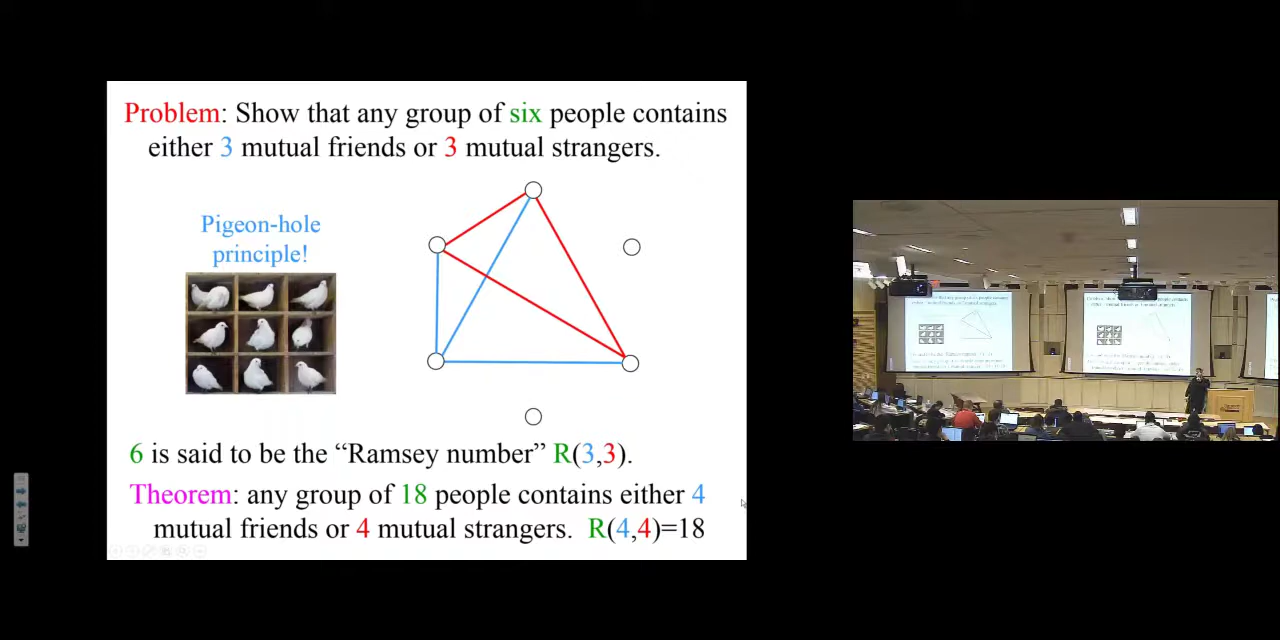 Problem: Show that any group of six people contains
either 3 mutual friends or 3 mutual strangers.
Pigeon-hole
principle!
6 is said to be the “Ramsey number” R(3,3).
Theorem: any group of 18 people contains either 4
mutual friends or 4 mutual strangers. R(4,4)=18